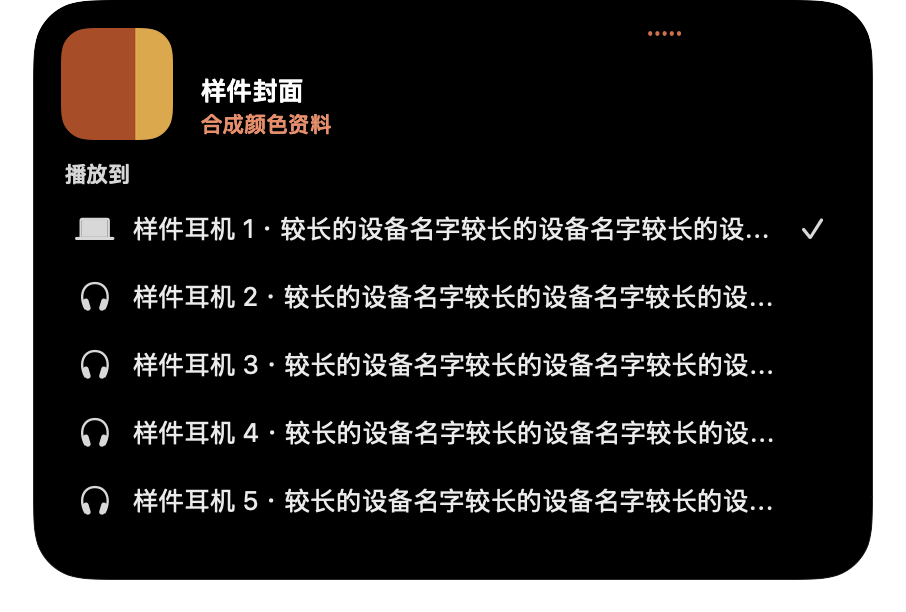 样件封面
合成颜色资料
播放到
样件耳机 1 · 较长的设备名字较长的设备名字较长的设...
样件耳机 2 · 较长的设备名字较长的设备名字较长的设...
样件耳机 3 · 较长的设备名字较长的设备名字较长的设...
样件耳机 4 · 较长的设备名字较长的设备名字较长的设...
样件耳机 5 · 较长的设备名字较长的设备名字较长的设...